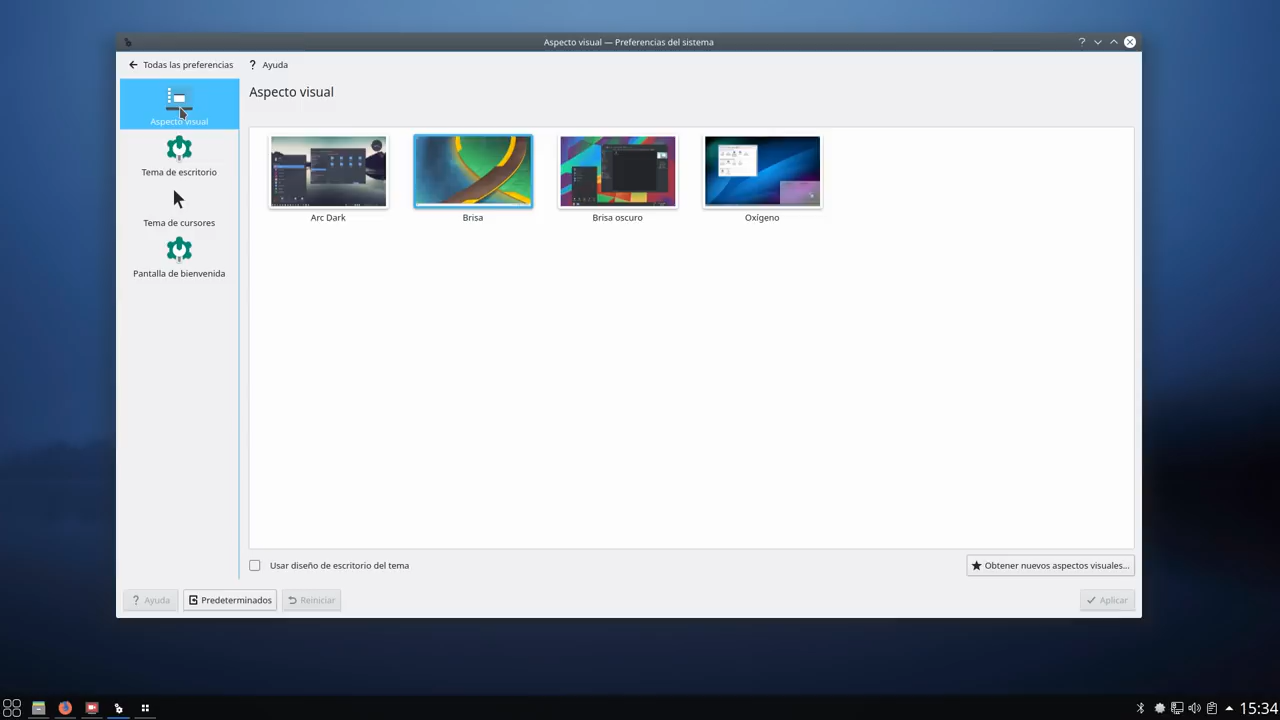 Aspecto visual — Preferencias del sistema
Todas las preferencias
? Ayuda
Aspecto visual
Aspecto visual
Tema de escritorio
Tema de cursores
Pantalla de bienvenida
Arc Dark
Brisa
Brisa oscuro
Oxígeno
Usar diseño de escritorio del tema
Obtener nuevos aspectos visuales...
? Ayuda
Predeterminados
Reiniciar
Aplicar
15:34